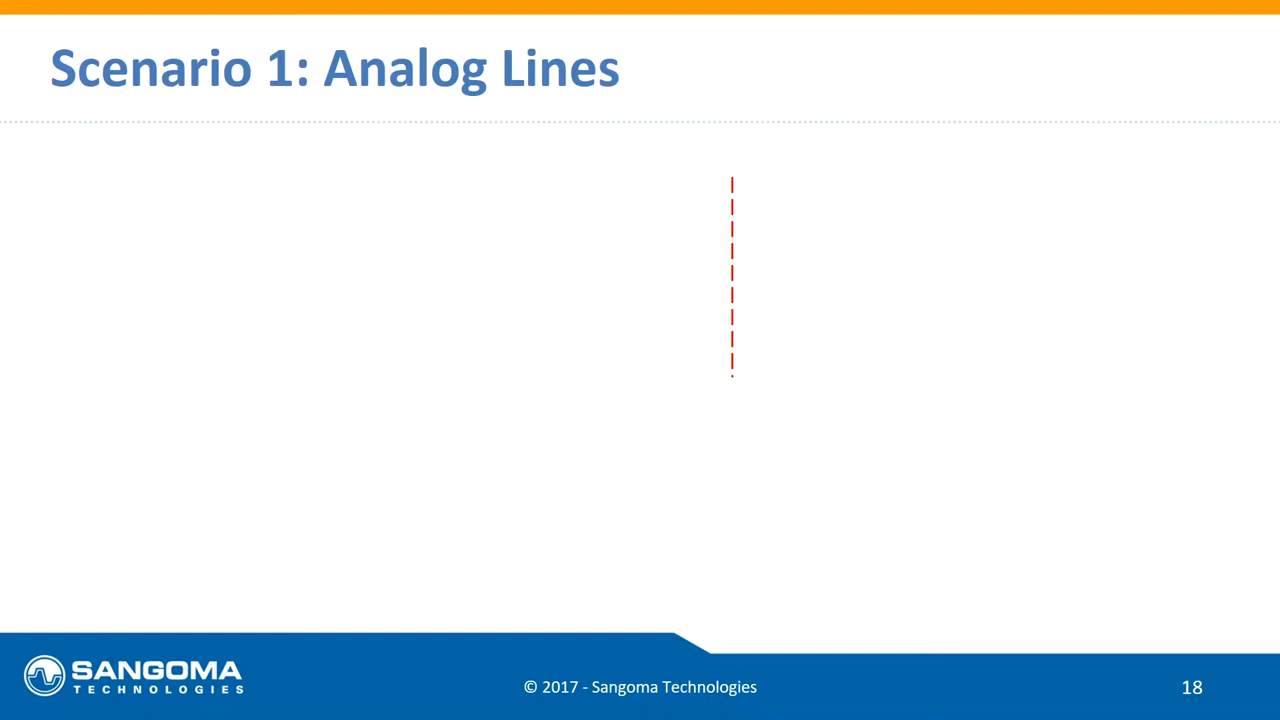 Scenario 1: Analog Lines
SANGOMA
TECHNOLOGIES
© 2017 - Sangoma Technologies
18